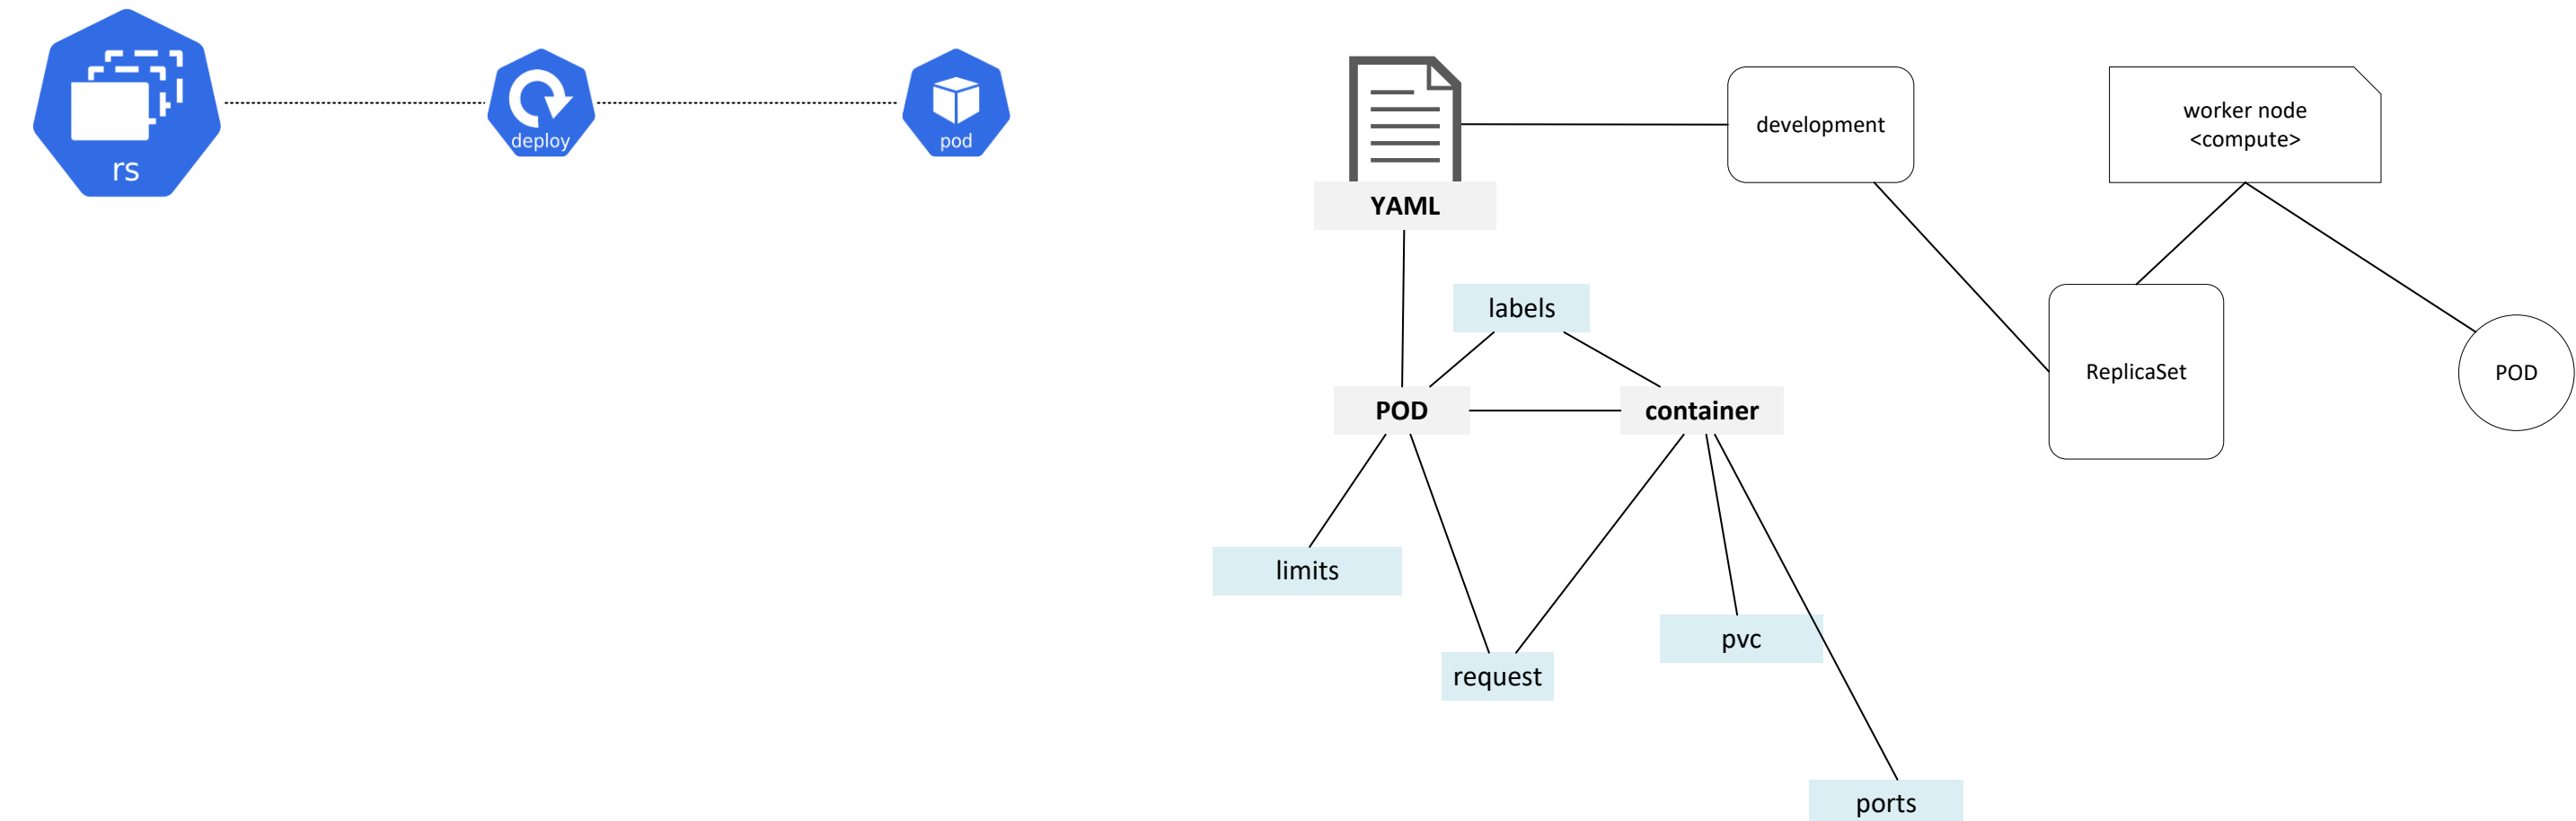 rs
deploy
pod
YAML
development
worker node
<compute>
labels
ReplicaSet
POD
POD
container
limits
pvc
request
ports